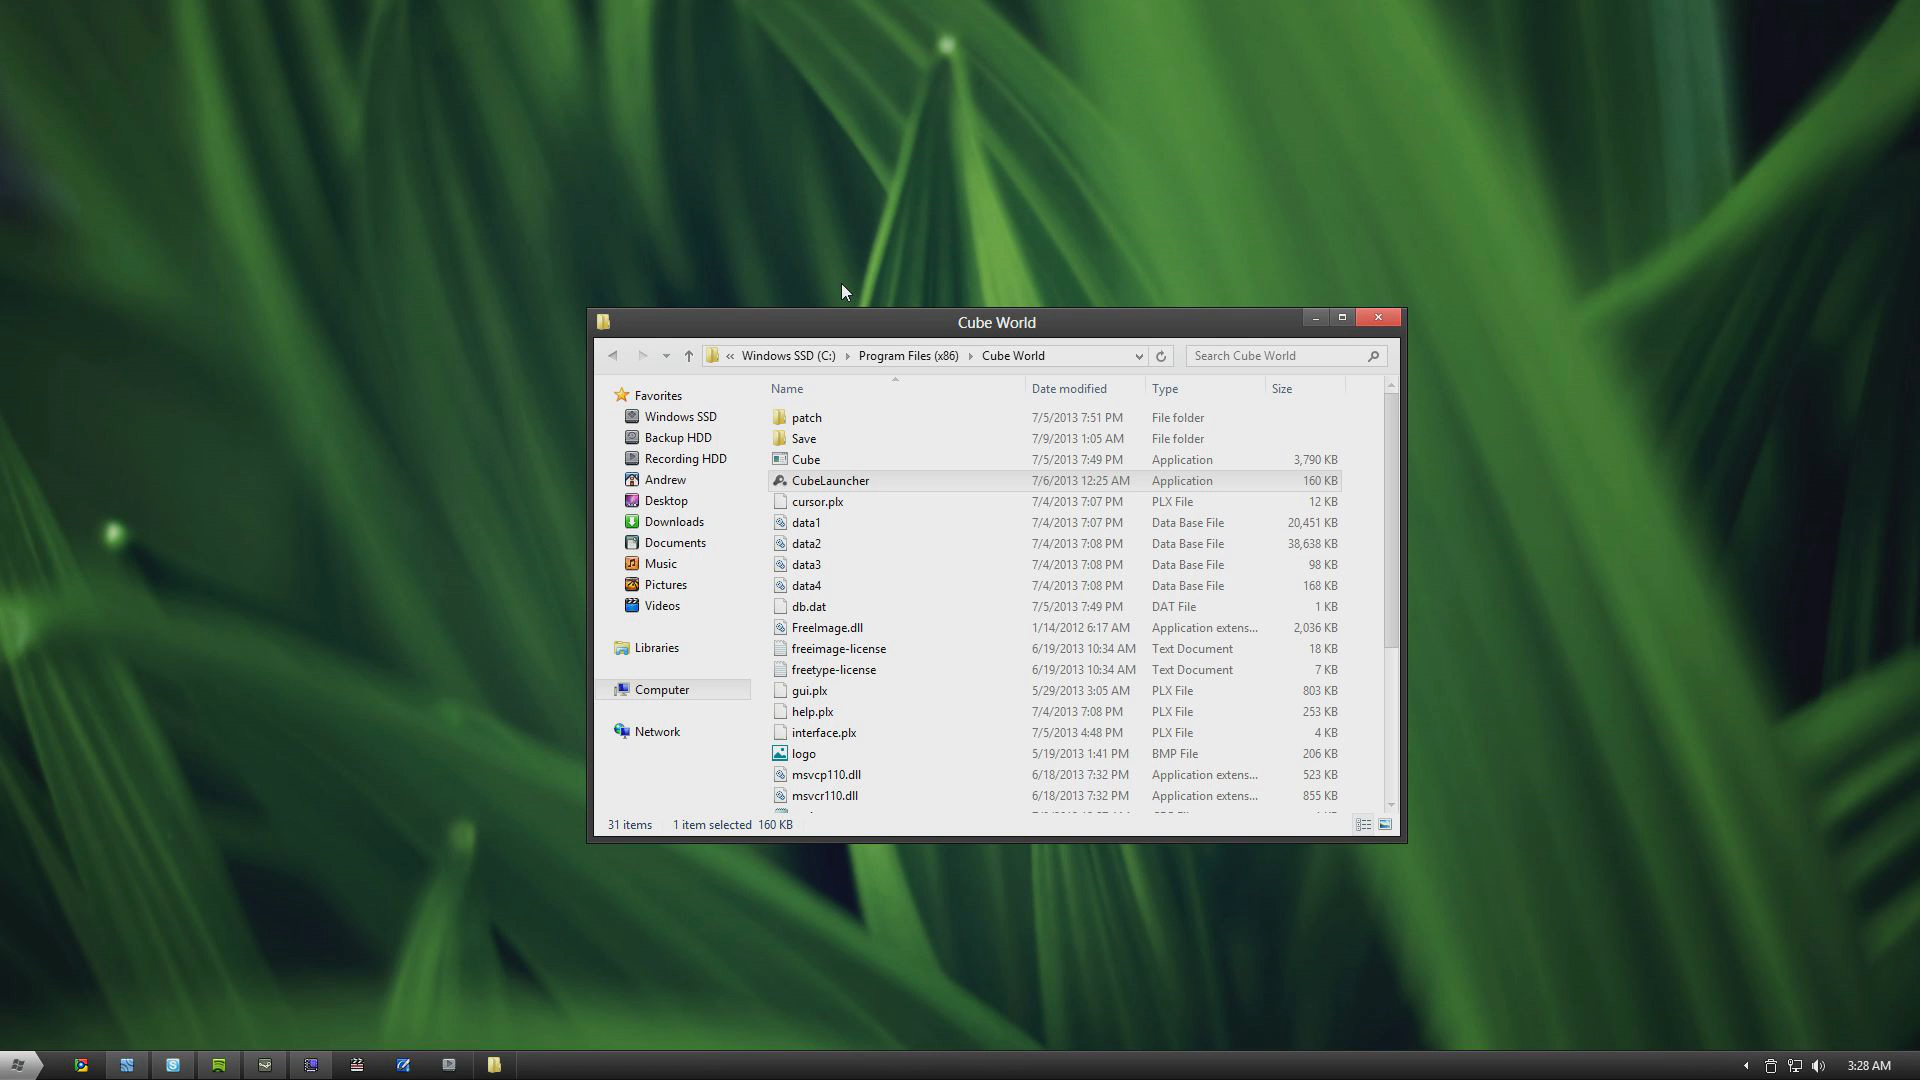 Cube World
« Windows SSD (C:) Program Files (x86) Cube World
Search Cube World
Name Date modified Type Size
Favorites
Windows SSD
Backup HDD
Recording HDD
Andrew
Desktop
Downloads
Documents
Music
Pictures
Videos
Libraries
Computer
Network
patch 7/5/2013 7:51 PM File folder
Save 7/9/2013 1:05 AM File folder
Cube 7/5/2013 7:49 PM Application 3,790 KB
CubeLauncher 7/6/2013 12:25 AM Application 160 KB
cursor.plx 7/4/2013 7:07 PM PLX File 12 KB
data1 7/4/2013 7:07 PM Data Base File 20,451 KB
data2 7/4/2013 7:08 PM Data Base File 38,638 KB
data3 7/4/2013 7:08 PM Data Base File 98 KB
data4 7/4/2013 7:08 PM Data Base File 168 KB
db.dat 7/5/2013 7:49 PM DAT File 1 KB
FreeImage.dll 1/14/2012 6:17 AM Application extens... 2,036 KB
freeimage-license 6/19/2013 10:34 AM Text Document 18 KB
freetype-license 6/19/2013 10:34 AM Text Document 7 KB
gui.plx 5/29/2013 3:05 AM PLX File 803 KB
help.plx 7/4/2013 7:08 PM PLX File 253 KB
interface.plx 7/5/2013 4:48 PM PLX File 4 KB
logo 5/19/2013 1:41 PM BMP File 206 KB
msvcp110.dll 6/18/2013 7:32 PM Application extens... 523 KB
msvcr110.dll 6/18/2013 7:32 PM Application extens... 855 KB
31 items 1 item selected 160 KB
3:28 AM